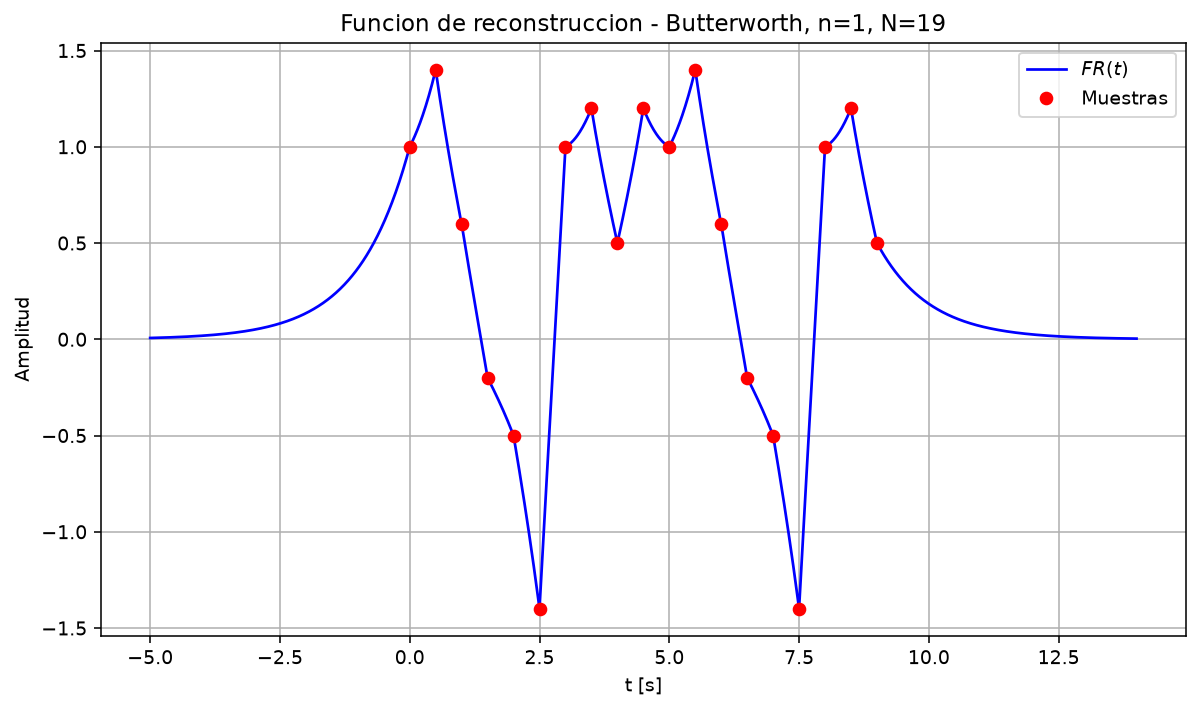 Funcion de reconstruccion - Butterworth, n=1, N=19
FR(t)
Muestras
Amplitud
1.5
1.0
0.5
0.0
−0.5
−1.0
−1.5
−5.0 −2.5 0.0 2.5 5.0 7.5 10.0 12.5
t [s]